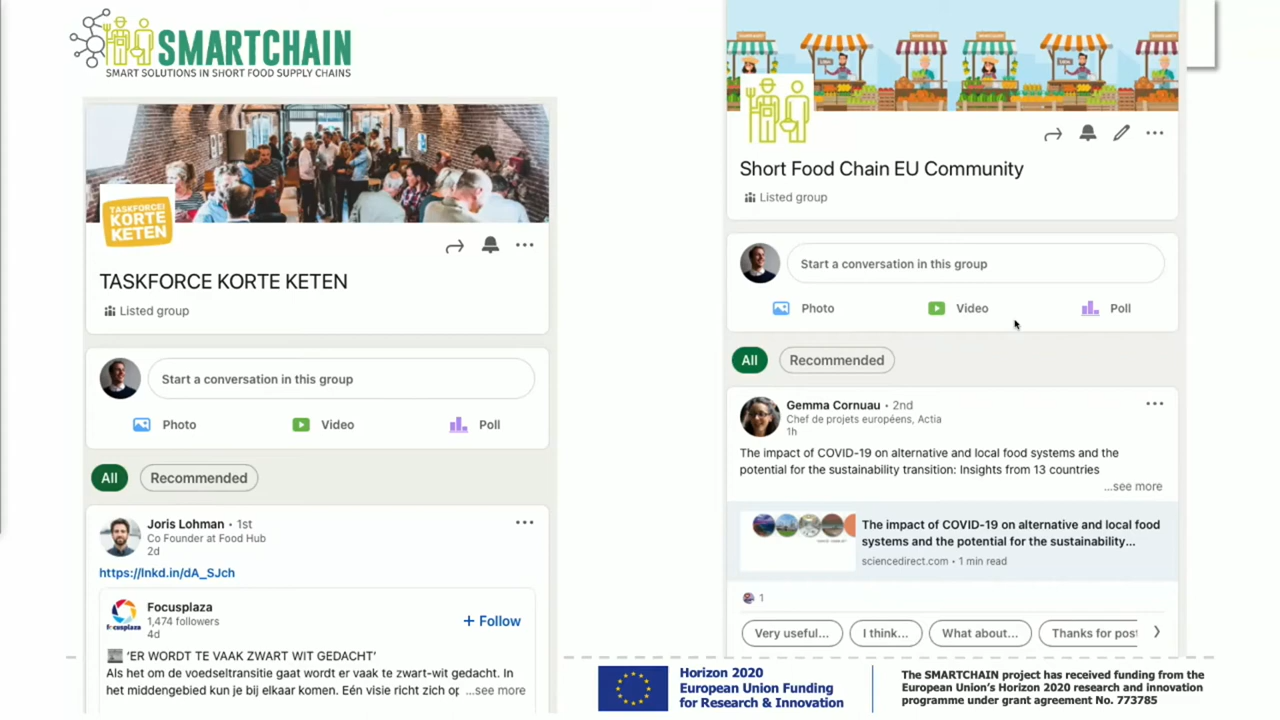 SMARTCHAIN
SMART SOLUTIONS IN SHORT FOOD SUPPLY CHAINS
TASKFORCE!
KORTE
KETEN
TASKFORCE KORTE KETEN
Listed group
Start a conversation in this group
Photo
Video
Poll
All
Recommended
Joris Lohman • 1st
Co Founder at Food Hub
2d
https://lnkd.in/dA_SJch
Focusplaza
1,474 followers
4d
+ Follow
'ER WORDT TE VAAK ZWART WIT GEDACHT'
Als het om de voedseltransitie gaat wordt er vaak te zwart-wit gedacht. In
het middengebied kun je bij elkaar komen. Eén visie richt zich op ...see more
Short Food Chain EU Community
Listed group
Start a conversation in this group
Photo
Video
Poll
All
Recommended
Gemma Cornuau • 2nd
Chef de projets européens, Actia
1h
The impact of COVID-19 on alternative and local food systems and the
potential for the sustainability transition: Insights from 13 countries
...see more
The impact of COVID-19 on alternative and local food
systems and the potential for the sustainability...
sciencedirect.com • 1 min read
1
Very useful...
I think...
What about...
Thanks for post
Horizon 2020
European Union Funding
for Research & Innovation
The SMARTCHAIN project has received funding from the
European Union's Horizon 2020 research and innovation
programme under grant agreement No. 773785